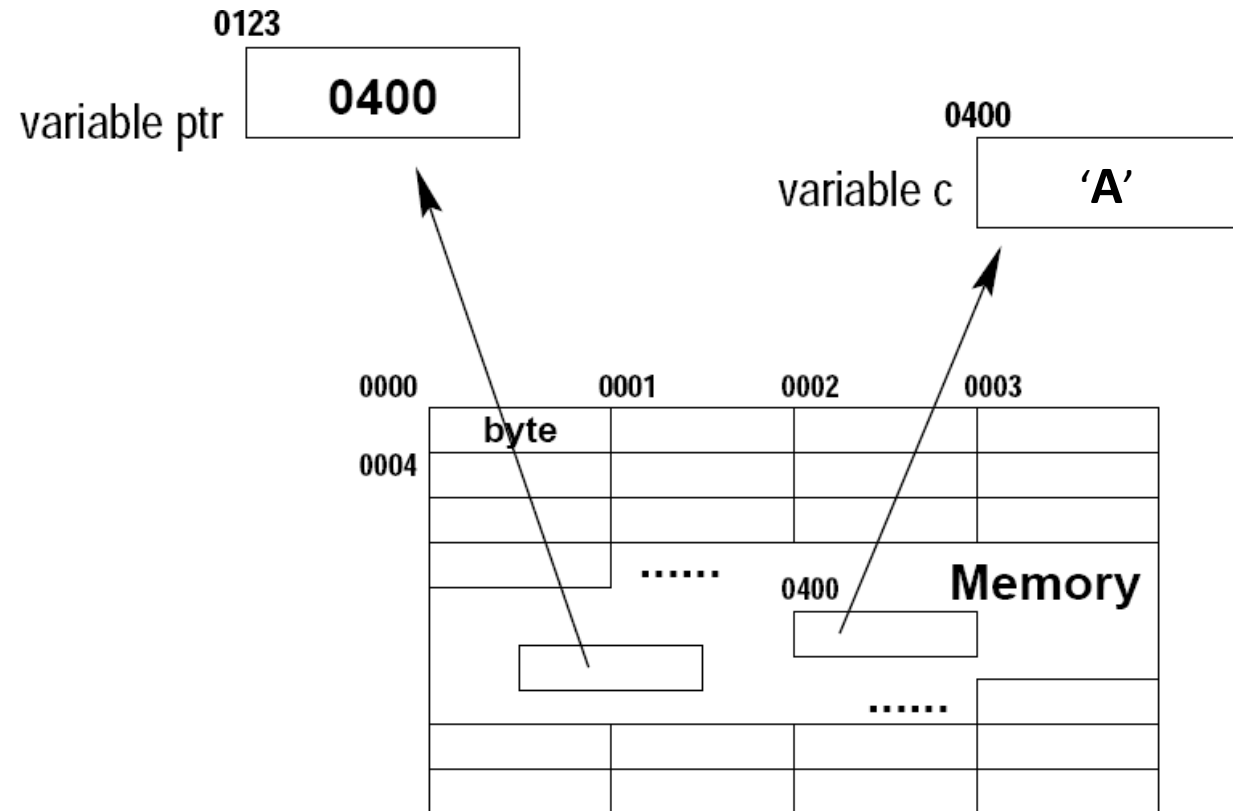 0123
0400
variable ptr
0400
variable c
‘A’
0000 0001 0002 0003
byte
0004
......
0400
Memory
......